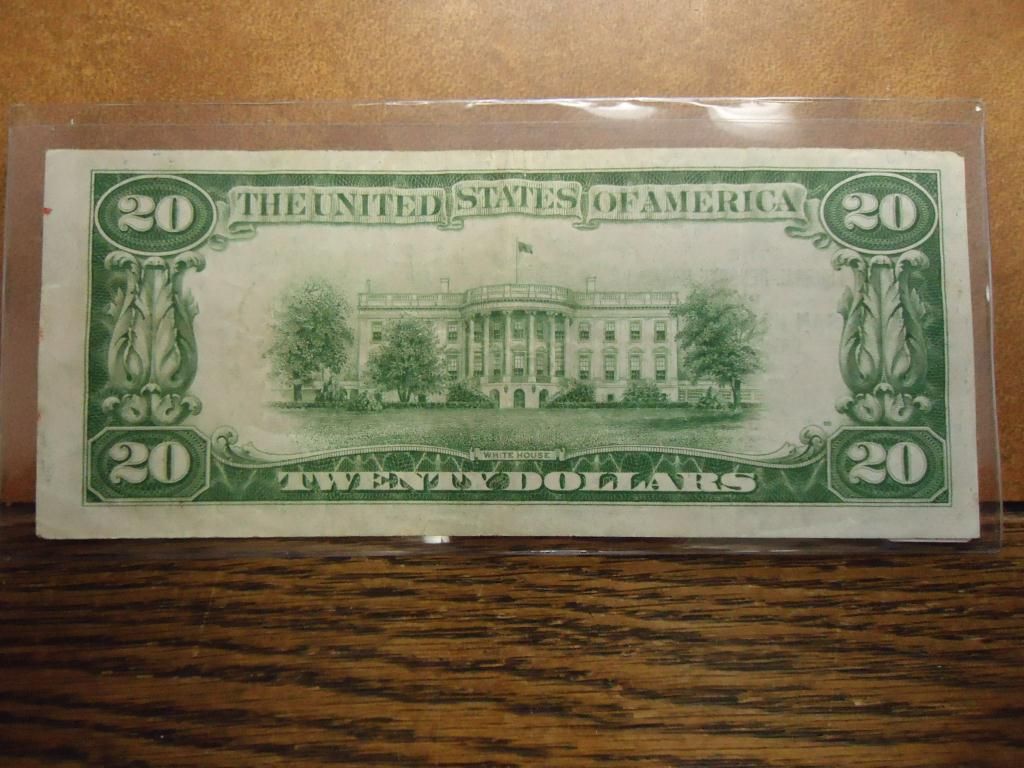 20 THE UNITED STATES OF AMERICA 20
WHITE HOUSE
20 TWENTY DOLLARS 20